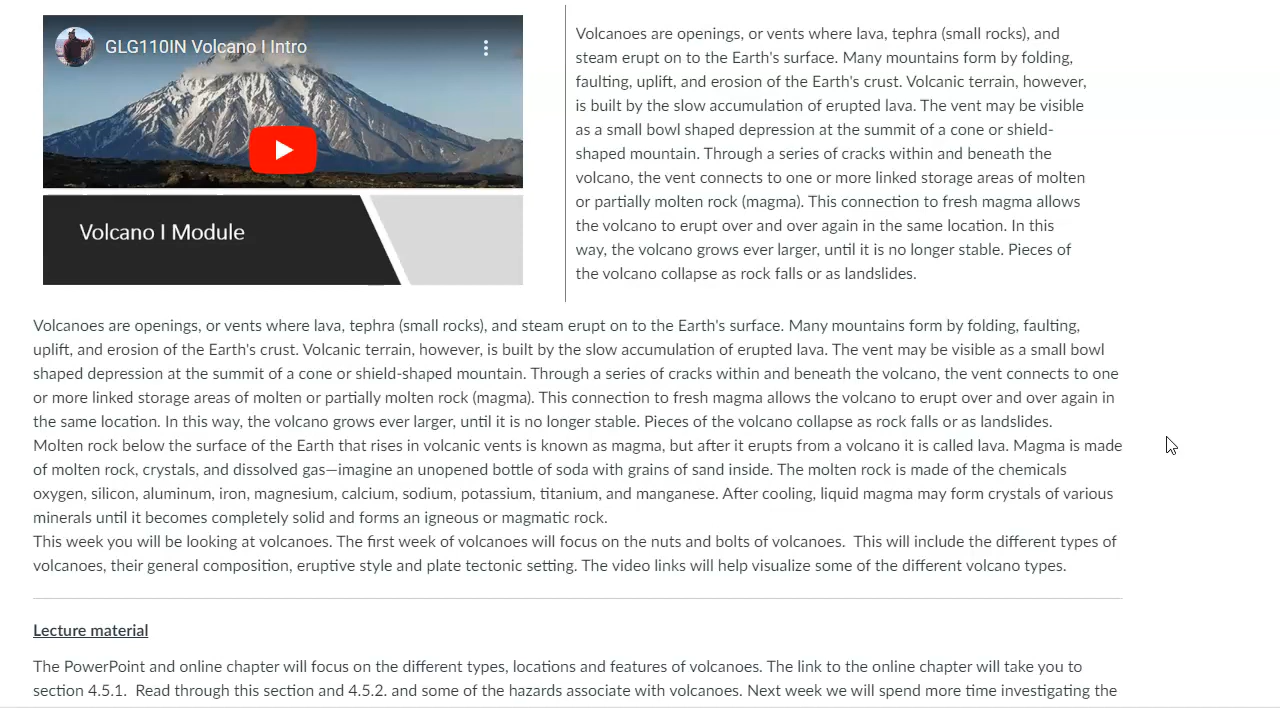 GLG110IN Volcano I Intro
Volcano I Module
Volcanoes are openings, or vents where lava, tephra (small rocks), and
steam erupt on to the Earth's surface. Many mountains form by folding,
faulting, uplift, and erosion of the Earth's crust. Volcanic terrain, however,
is built by the slow accumulation of erupted lava. The vent may be visible
as a small bowl shaped depression at the summit of a cone or shield-
shaped mountain. Through a series of cracks within and beneath the
volcano, the vent connects to one or more linked storage areas of molten
or partially molten rock (magma). This connection to fresh magma allows
the volcano to erupt over and over again in the same location. In this
way, the volcano grows ever larger, until it is no longer stable. Pieces of
the volcano collapse as rock falls or as landslides.
Volcanoes are openings, or vents where lava, tephra (small rocks), and steam erupt on to the Earth's surface. Many mountains form by folding, faulting,
uplift, and erosion of the Earth's crust. Volcanic terrain, however, is built by the slow accumulation of erupted lava. The vent may be visible as a small bowl
shaped depression at the summit of a cone or shield-shaped mountain. Through a series of cracks within and beneath the volcano, the vent connects to one
or more linked storage areas of molten or partially molten rock (magma). This connection to fresh magma allows the volcano to erupt over and over again in
the same location. In this way, the volcano grows ever larger, until it is no longer stable. Pieces of the volcano collapse as rock falls or as landslides.
Molten rock below the surface of the Earth that rises in volcanic vents is known as magma, but after it erupts from a volcano it is called lava. Magma is made
of molten rock, crystals, and dissolved gas—imagine an unopened bottle of soda with grains of sand inside. The molten rock is made of the chemicals
oxygen, silicon, aluminum, iron, magnesium, calcium, sodium, potassium, titanium, and manganese. After cooling, liquid magma may form crystals of various
minerals until it becomes completely solid and forms an igneous or magmatic rock.
This week you will be looking at volcanoes. The first week of volcanoes will focus on the nuts and bolts of volcanoes.  This will include the different types of
volcanoes, their general composition, eruptive style and plate tectonic setting. The video links will help visualize some of the different volcano types.
Lecture material
The PowerPoint and online chapter will focus on the different types, locations and features of volcanoes. The link to the online chapter will take you to
section 4.5.1.  Read through this section and 4.5.2. and some of the hazards associate with volcanoes. Next week we will spend more time investigating the